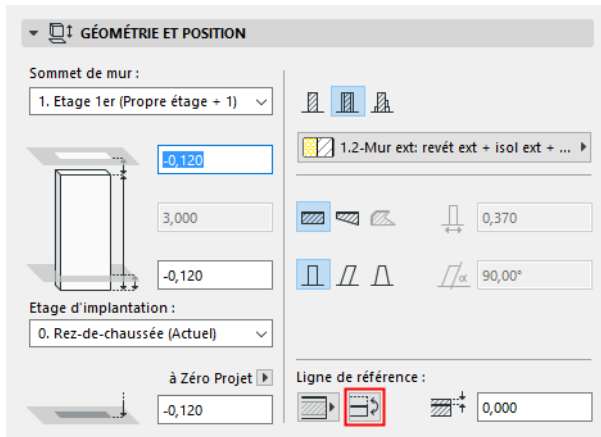 GÉOMÉTRIE ET POSITION
Sommet de mur :
1. Etage 1er (Propre étage + 1)
-0,120
3,000
-0,120
Etage d'implantation :
0. Rez-de-chaussée (Actuel)
à Zéro Projet
-0,120
1.2-Mur ext: revét ext + isol ext + ...
0,370
α
90,00°
Ligne de référence :
0,000